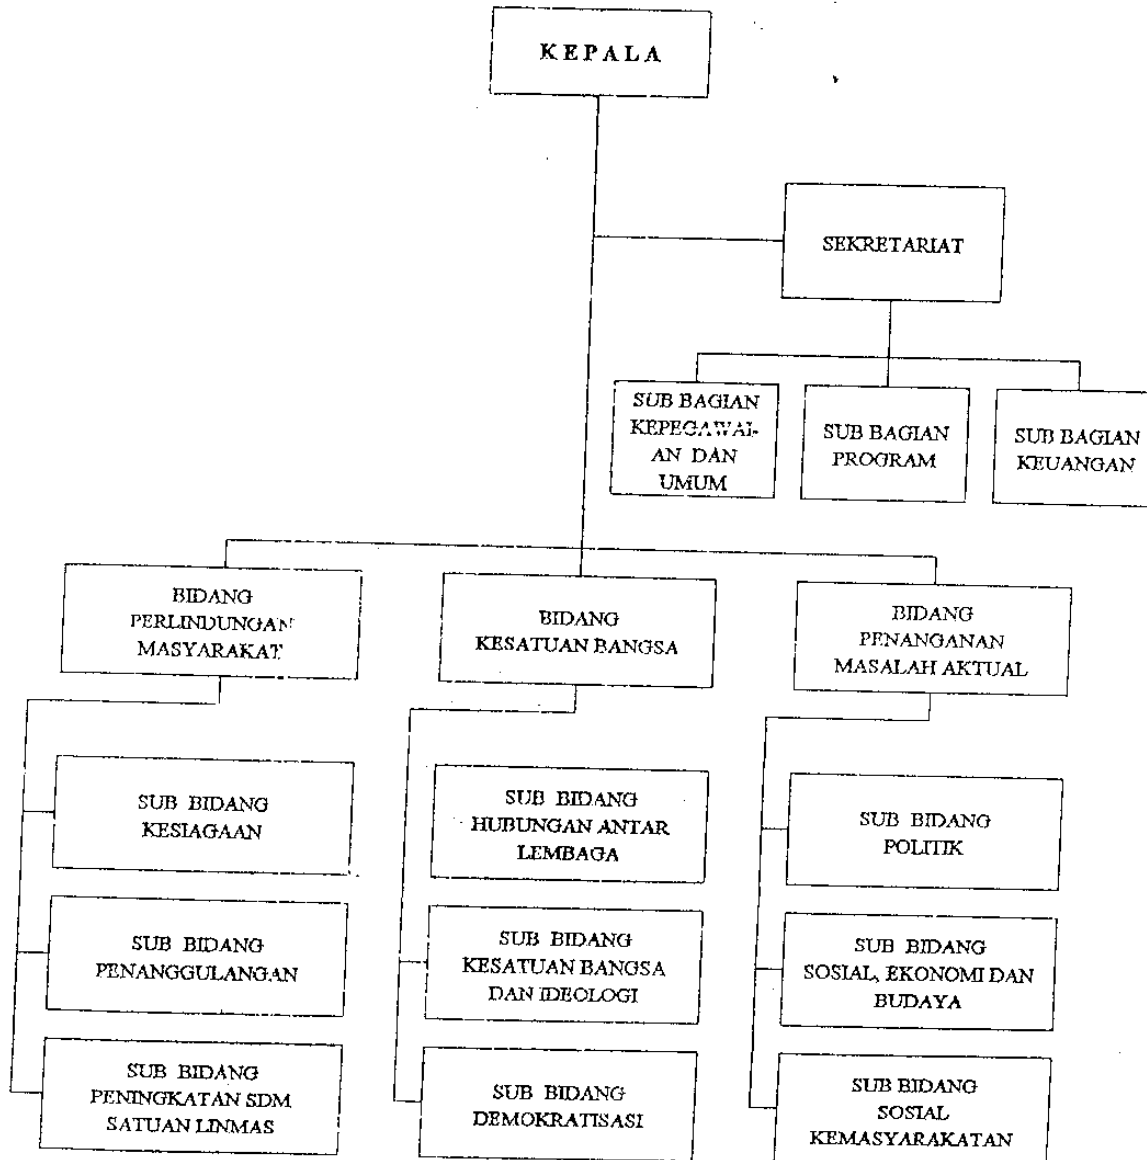 KEPALA
SEKRETARIAT
SUB BAGIAN
KEPEGAWAI-
AN DAN
UMUM
SUB BAGIAN
PROGRAM
SUB BAGIAN
KEUANGAN
BIDANG
PERLINDUNGAN
MASYARAKAT
BIDANG
KESATUAN BANGSA
BIDANG
PENANGANAN
MASALAH AKTUAL
SUB BIDANG
KESIAGAAN
SUB BIDANG
HUBUNGAN ANTAR
LEMBAGA
SUB BIDANG
POLITIK
SUB BIDANG
PENANGGULANGAN
SUB BIDANG
KESATUAN BANGSA
DAN IDEOLOGI
SUB BIDANG
SOSIAL, EKONOMI DAN
BUDAYA
SUB BIDANG
PENINGKATAN SDM
SATUAN LINMAS
SUB BIDANG
DEMOKRATISASI
SUB BIDANG
SOSIAL
KEMASYARAKATAN